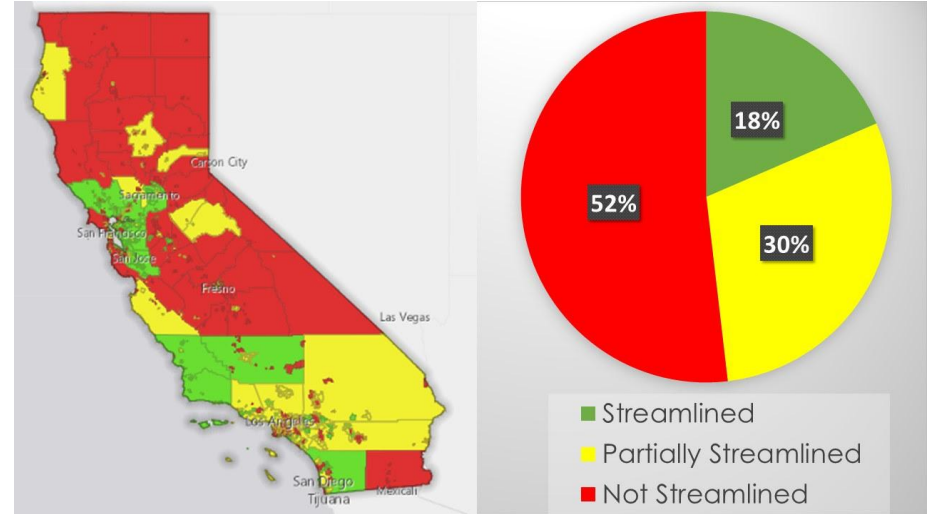 Carson City
Sacramento
San Francisco
San Jose
Fresno
Las Vegas
Los Angeles
San Diego
Tijuana
Mexicali
18%
52%
30%
Streamlined
Partially Streamlined
Not Streamlined